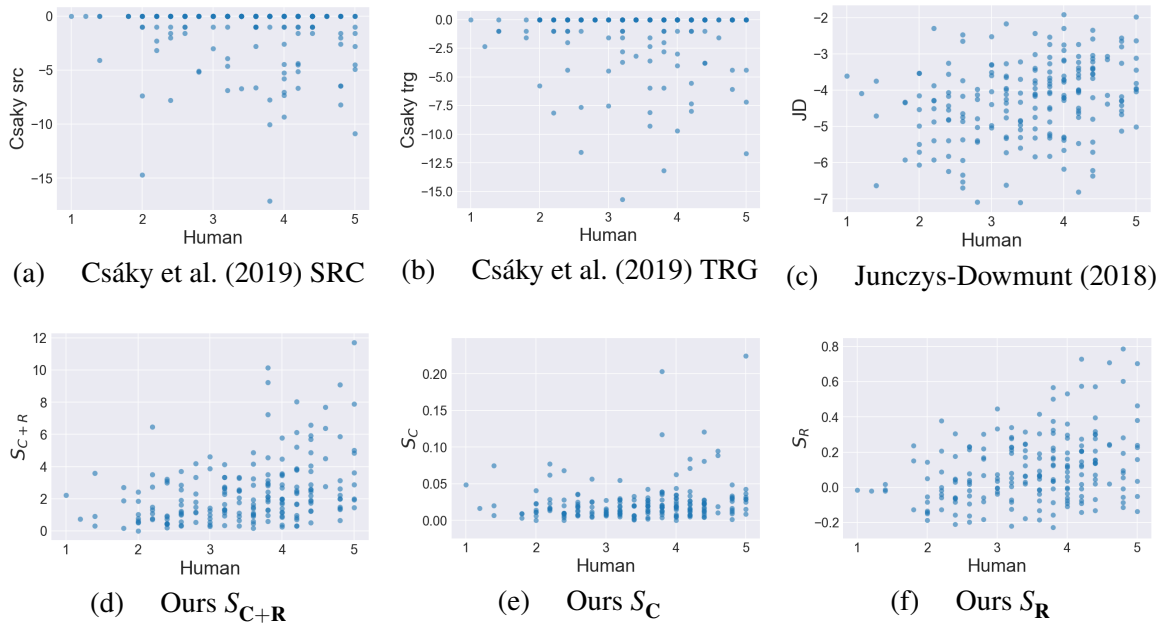 0
−5
−10
−15
Csaky src
1 2 3 4 5
Human
(a) Csáky et al. (2019) SRC
0.0
−2.5
−5.0
−7.5
−10.0
−12.5
−15.0
Csaky trg
1 2 3 4 5
Human
(b) Csáky et al. (2019) TRG
−2
−3
−4
−5
−6
−7
JD
1 2 3 4 5
Human
(c) Junczys-Dowmunt (2018)
12
10
8
6
4
2
0
S_{C+R}
1 2 3 4 5
Human
(d) Ours S_{C+R}
0.20
0.15
0.10
0.05
0.00
S_C
1 2 3 4 5
Human
(e) Ours S_C
0.8
0.6
0.4
0.2
0.0
−0.2
S_R
1 2 3 4 5
Human
(f) Ours S_R